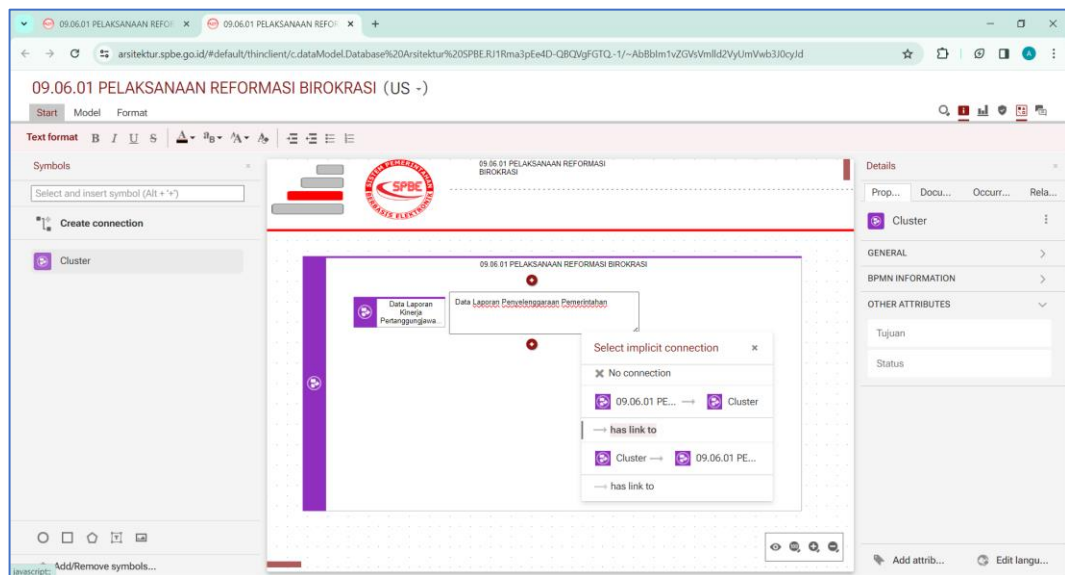 09.06.01 PELAKSANAAN REFOR
09.06.01 PELAKSANAAN REFOR
arsitektur.spbe.go.id/#default/thinclient/c.dataModel.Database%20Arsitektur%20SPBE.RJ1Rma3pEe4D-QBQVgFGTQ.-1/~AbBbIm1vZGVsVmlld2VyUmVwb3J0cyJd
09.06.01 PELAKSANAAN REFORMASI BIROKRASI (US -)
Start Model Format
Text format B I U S
Symbols
Select and insert symbol (Alt + '+')
Create connection
Cluster
SISTEM PEMERINTAHAN
SPBE
BERBASIS ELEKTRONIK
09.06.01 PELAKSANAAN REFORMASI
BIROKRASI
09.06.01 PELAKSANAAN REFORMASI BIROKRASI
Data Laporan
Kinerja
Pertanggungjawa...
Data Laporan Penyelenggaraan Pemerintahan
Select implicit connection
No connection
09.06.01 PE... → Cluster
→ has link to
Cluster → 09.06.01 PE...
→ has link to
Details
Prop... Docu... Occurr... Rela...
Cluster
GENERAL
BPMN INFORMATION
OTHER ATTRIBUTES
Tujuan
Status
Add/Remove symbols...
javascript:;
Add attrib... Edit langu...